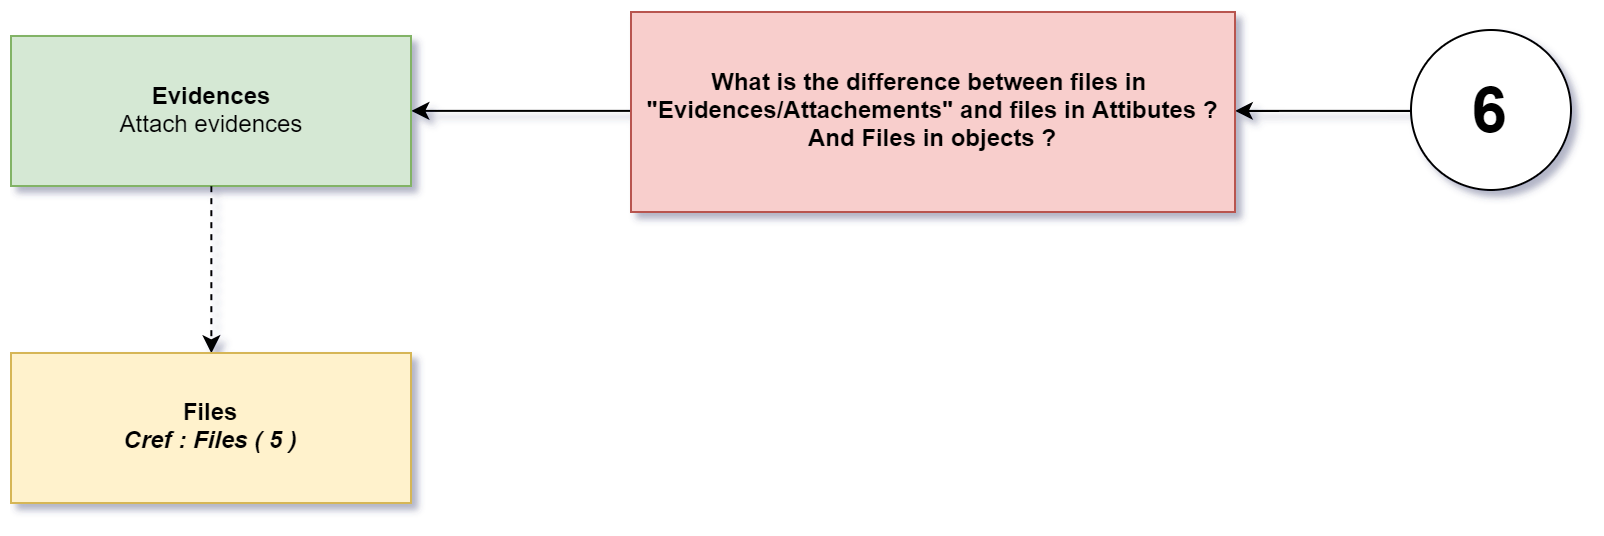 Evidences
Attach evidences
What is the difference between files in
"Evidences/Attachements" and files in Attibutes ?
And Files in objects ?
6
Files
Cref : Files ( 5 )